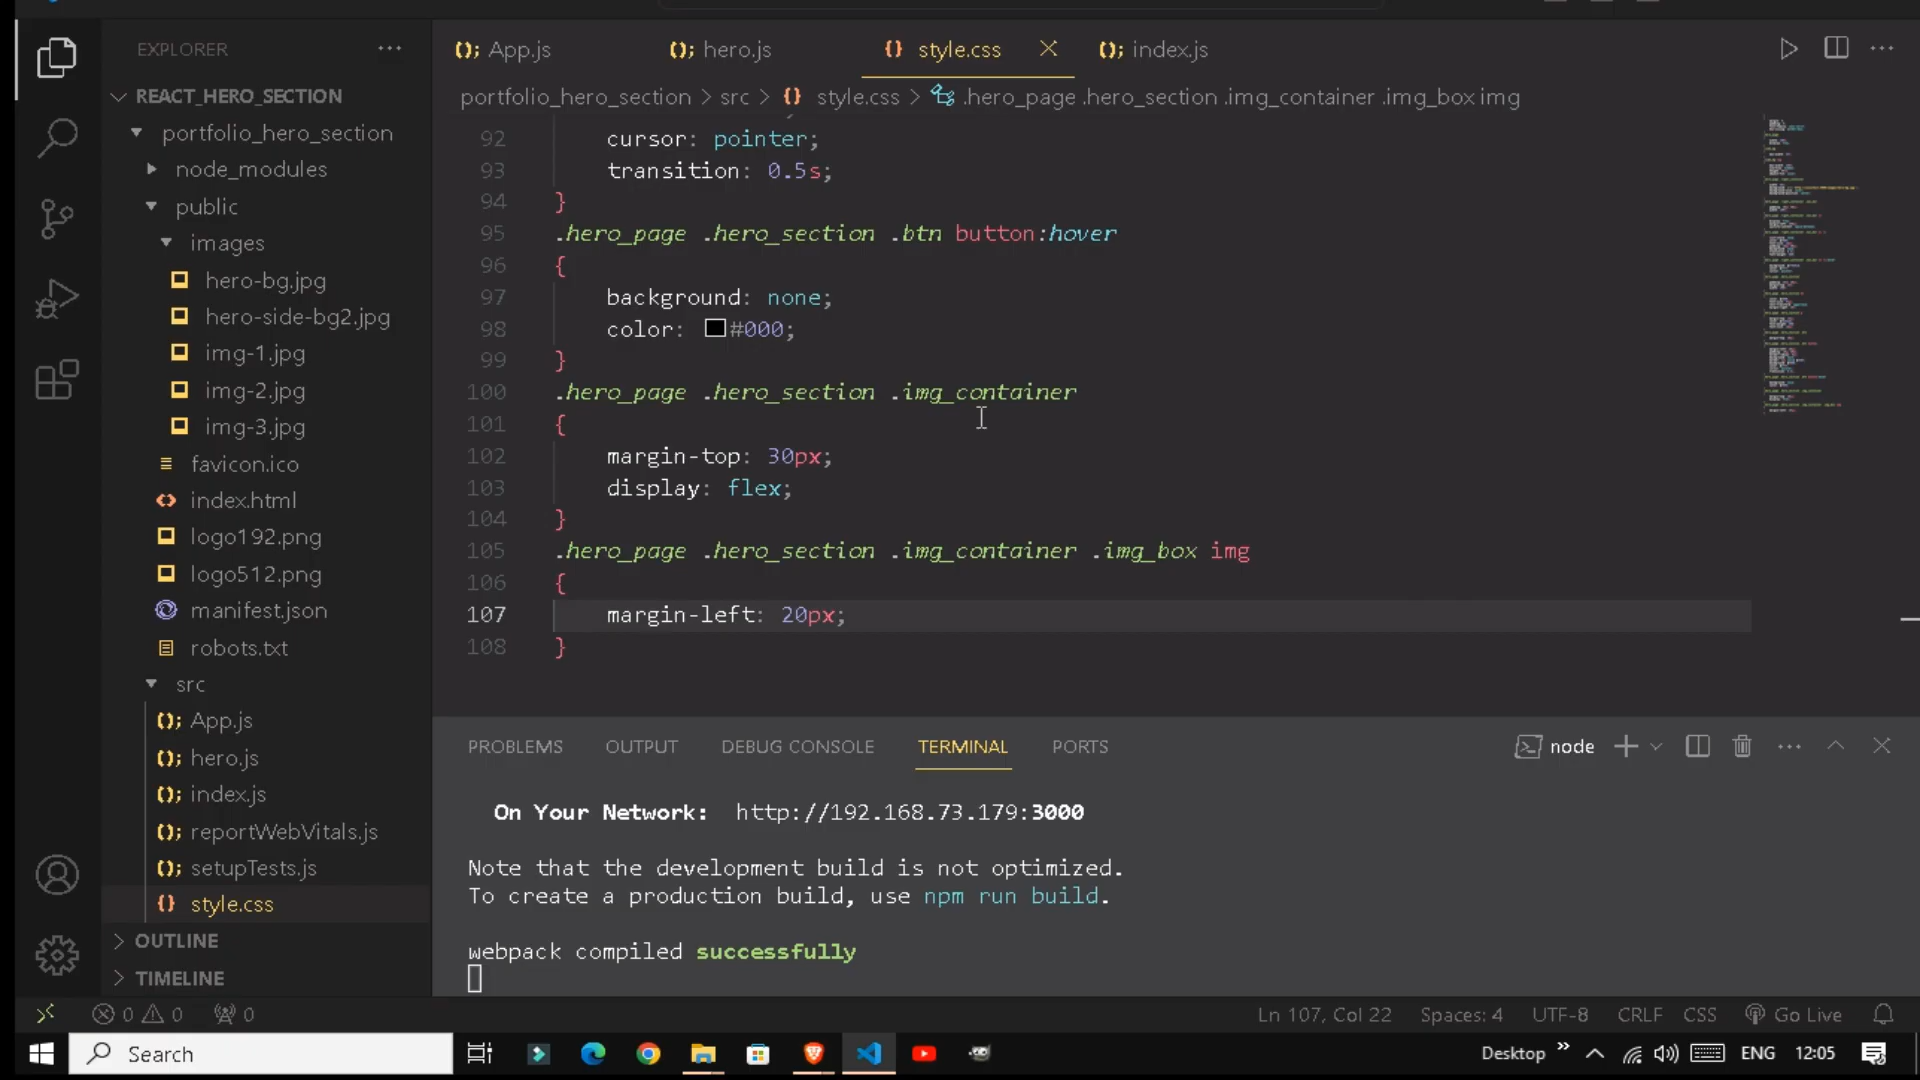 EXPLORER
REACT_HERO_SECTION
portfolio_hero_section
node_modules
public
images
hero-bg.jpg
hero-side-bg2.jpg
img-1.jpg
img-2.jpg
img-3.jpg
favicon.ico
index.html
logo192.png
logo512.png
manifest.json
robots.txt
src
App.js
hero.js
index.js
reportWebVitals.js
setupTests.js
style.css
OUTLINE
TIMELINE
App.js hero.js style.css index.js
portfolio_hero_section > src > style.css > .hero_page .hero_section .img_container .img_box img
92 cursor: pointer;
93 transition: 0.5s;
94 }
95 .hero_page .hero_section .btn button:hover
96 {
97 background: none;
98 color: #000;
99 }
100 .hero_page .hero_section .img_container
101 {
102 margin-top: 30px;
103 display: flex;
104 }
105 .hero_page .hero_section .img_container .img_box img
106 {
107 margin-left: 20px;
108 }
PROBLEMS OUTPUT DEBUG CONSOLE TERMINAL PORTS node
On Your Network: http://192.168.73.179:3000
Note that the development build is not optimized.
To create a production build, use npm run build.
webpack compiled successfully
0 0 0 Ln 107, Col 22 Spaces: 4 UTF-8 CRLF CSS Go Live
Search Desktop ENG 12:05